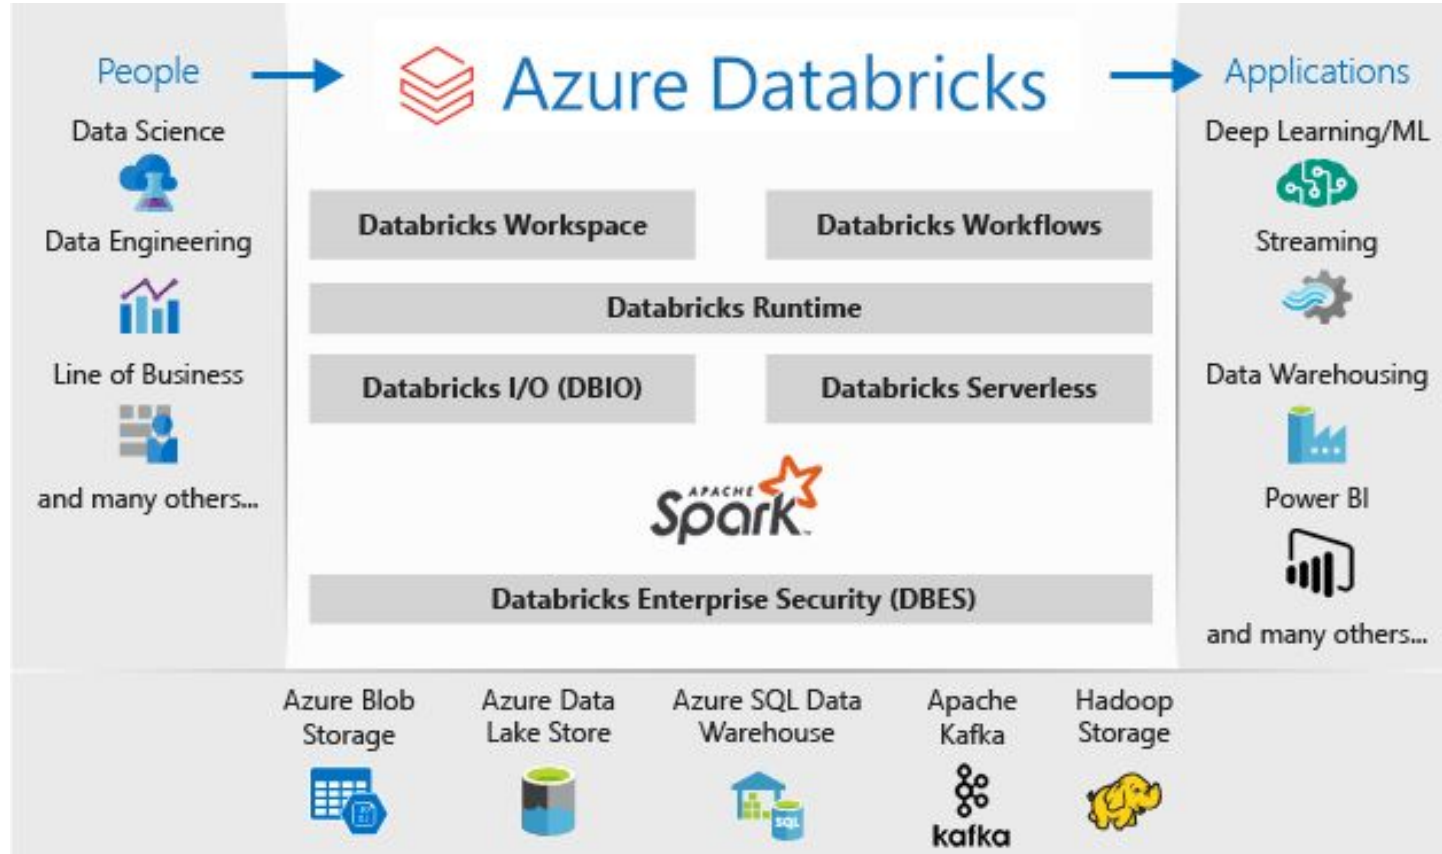 People
Azure Databricks
Applications
Data Science
Data Engineering
Line of Business
and many others...
Databricks Workspace
Databricks Workflows
Databricks Runtime
Databricks I/O (DBIO)
Databricks Serverless
APACHE
Spark™
Databricks Enterprise Security (DBES)
Deep Learning/ML
Streaming
Data Warehousing
Power BI
and many others...
Azure Blob
Storage
Azure Data
Lake Store
Azure SQL Data
Warehouse
SQL
Apache
Kafka
kafka
Hadoop
Storage